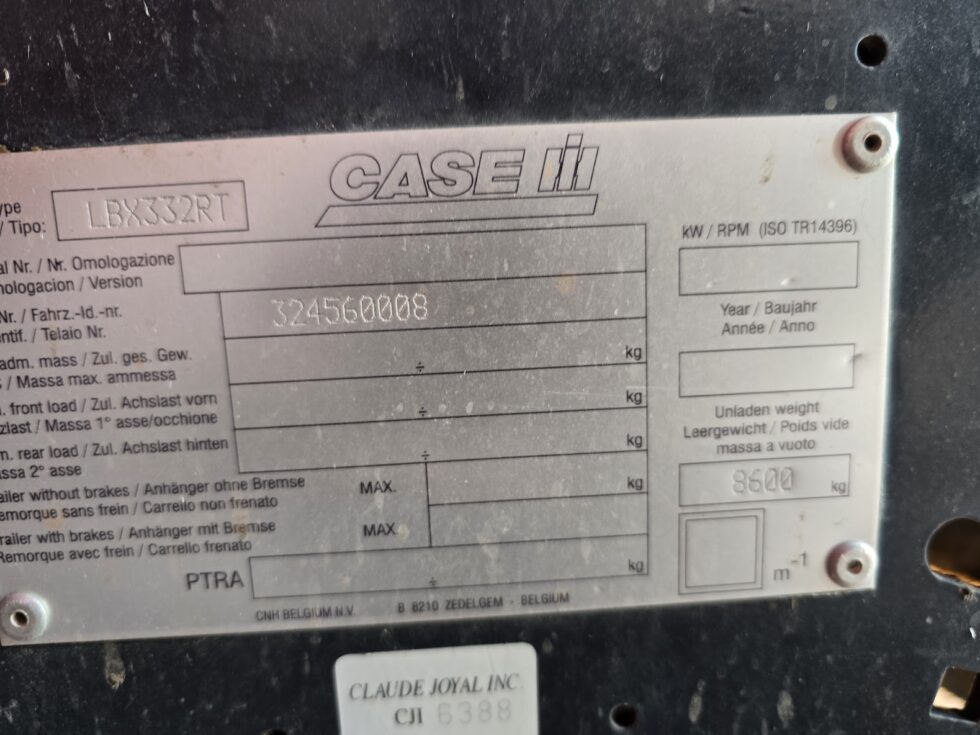 CASE III
ype
/ Tipo: LBX332RT
al Nr. / Nr. Omologazione
nologacion / Version
Nr. / Fahrz.-Id.-nr. 324560008
entif. / Telaio Nr.
adm. mass / Zul. ges. Gew. ÷ kg
/ Massa max. ammessa
. front load / Zul. Achslast vorn ÷ kg
zlast / Massa 1° asse/occhione
m. rear load / Zul. Achslast hinten ÷ kg
assa 2° asse
ailer without brakes / Anhänger ohne Bremse MAX. kg
emorque sans frein / Carrello non frenato
railer with brakes / Anhänger mit Bremse MAX
Remorque avec frein / Carrello frenato
PTRA ÷ kg
CNH BELGIUM N.V. B 8210 ZEDELGEM - BELGIUM
kW / RPM (ISO TR14396)
Year / Baujahr
Année / Anno
Unladen weight
Leergewicht / Poids vide
massa a vuoto
8600 kg
m-1
CLAUDE JOYAL INC.
CJI 6388